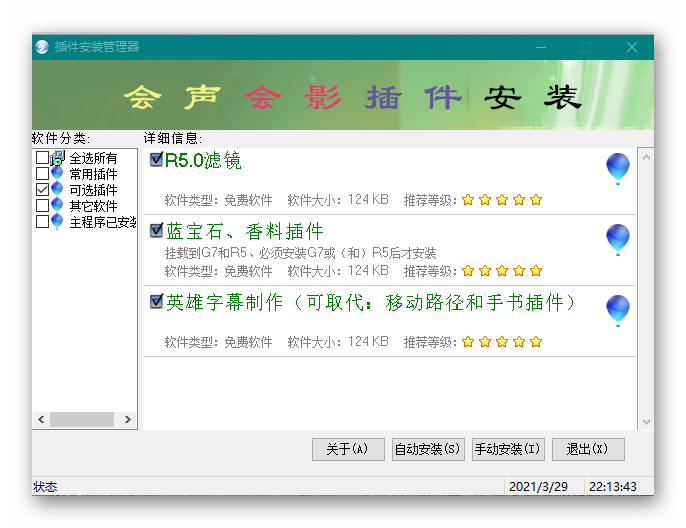 插件安装管理器
会声会影插件安装
软件分类:
详细信息:
全选所有
常用插件
可选插件
其它软件
主程序已安装
R5.0滤镜
软件类型: 免费软件 软件大小: 124 KB 推荐等级:
蓝宝石、香料插件
挂载到G7和R5、必须安装G7或（和）R5后才安装
软件类型: 免费软件 软件大小: 124 KB 推荐等级:
英雄字幕制作（可取代: 移动路径和手书插件）
软件类型: 免费软件 软件大小: 124 KB 推荐等级:
关于(A) 自动安装(S) 手动安装(I) 退出(X)
状态 2021/3/29 22:13:43